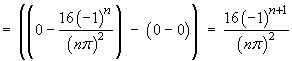 = ((0 - 16(-1)^n / (nπ)^2) - (0 - 0)) = 16(-1)^{n+1} / (nπ)^2